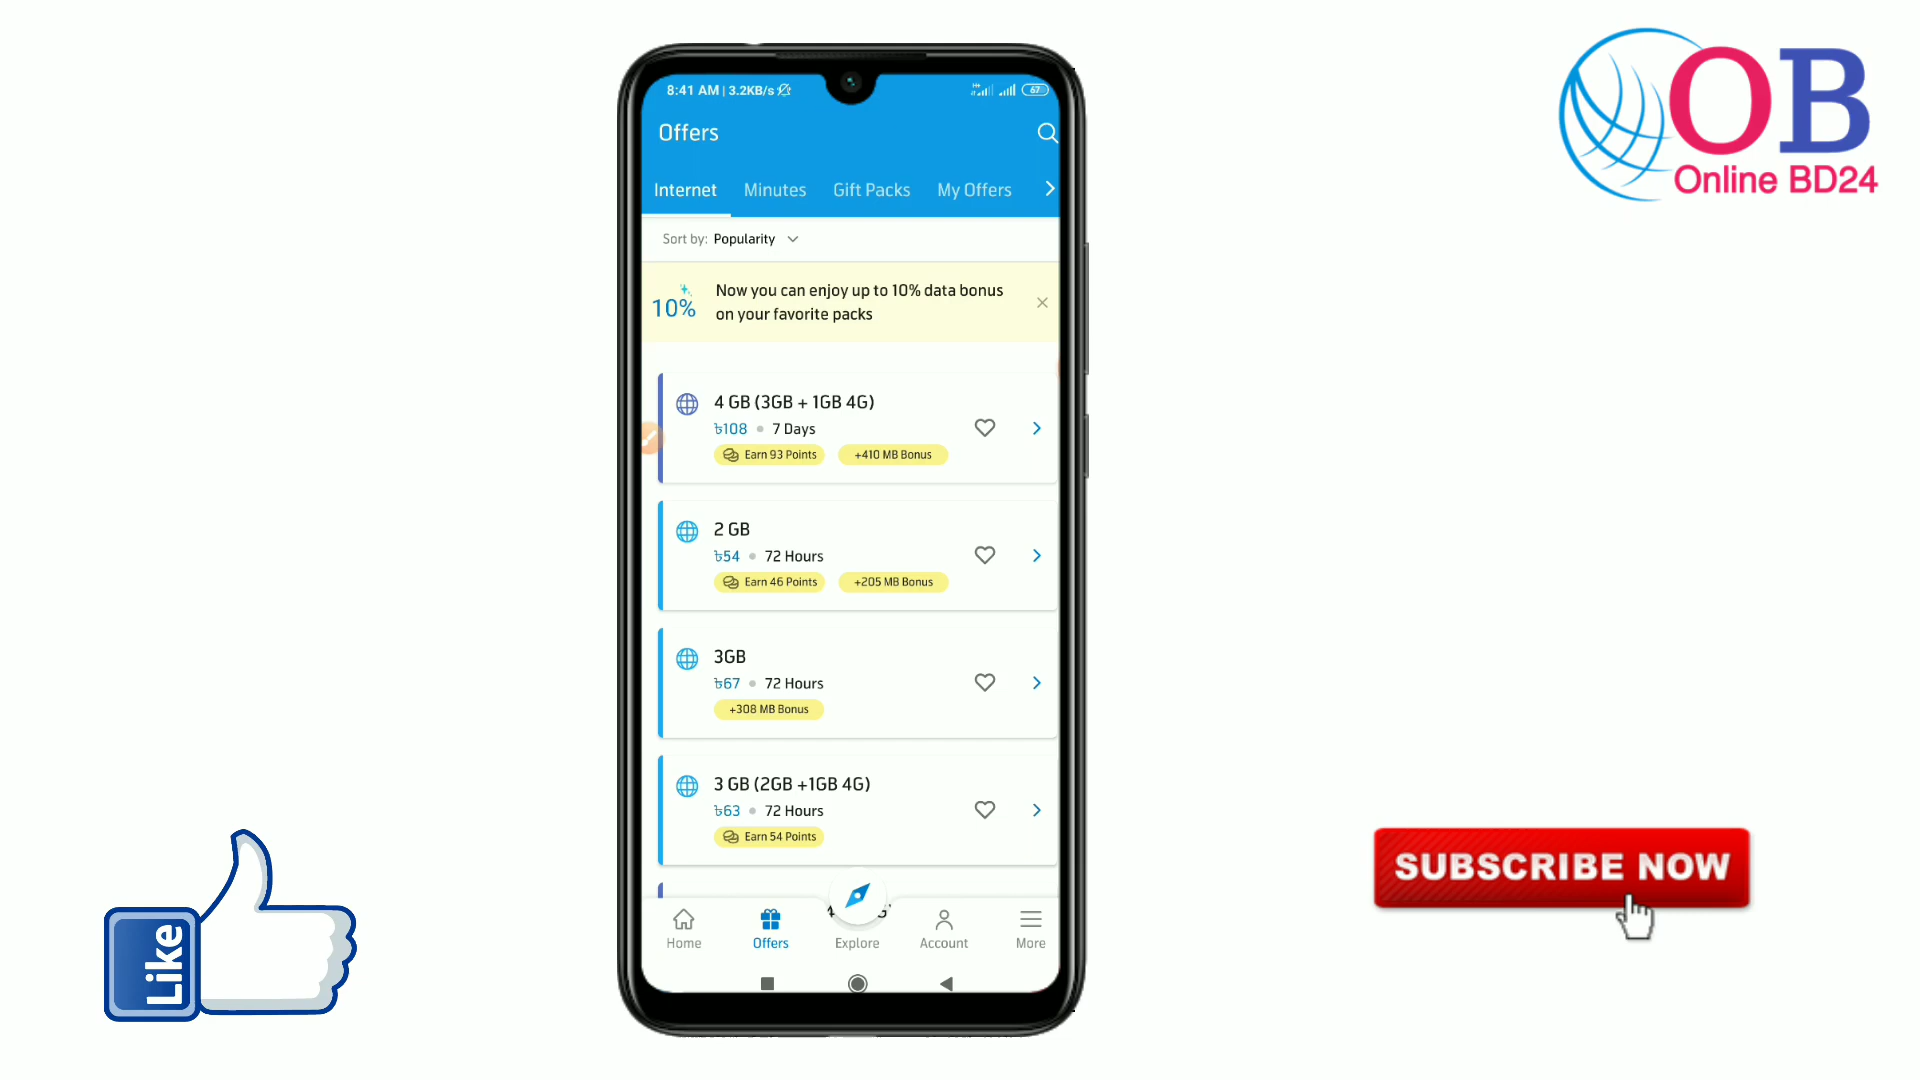 OB
Online BD24
8:41 AM | 3.2KB/s
67
Offers
Internet Minutes Gift Packs My Offers
Sort by: Popularity
10%
Now you can enjoy up to 10% data bonus
on your favorite packs
4 GB (3GB + 1GB 4G)
৳108 • 7 Days
Earn 93 Points +410 MB Bonus
2 GB
৳54 • 72 Hours
Earn 46 Points +205 MB Bonus
3GB
৳67 • 72 Hours
+308 MB Bonus
3 GB (2GB +1GB 4G)
৳63 • 72 Hours
Earn 54 Points
Home Offers Explore Account More
Like
SUBSCRIBE NOW